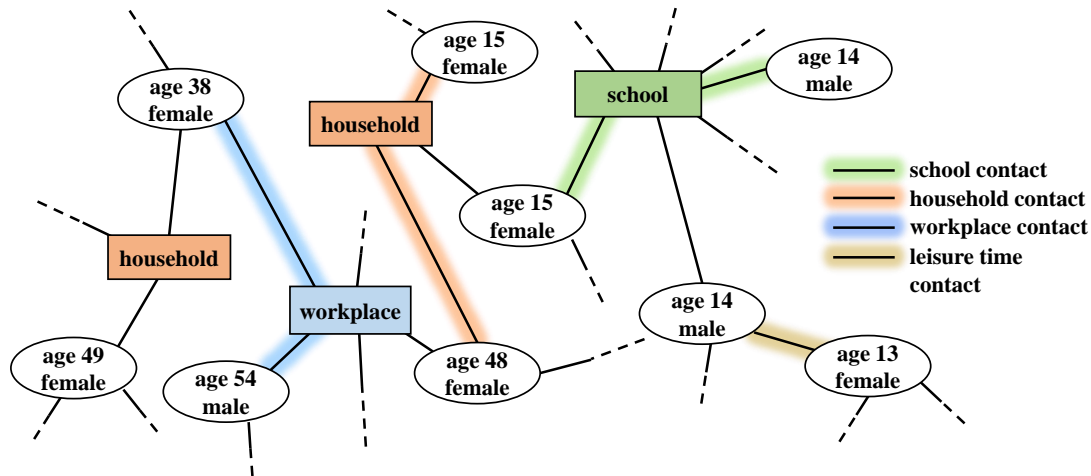 age 15
female
age 14
male
age 38
female
school
household
school contact
household contact
workplace contact
leisure time
contact
age 15
female
household
workplace
age 14
male
age 49
female
age 54
male
age 48
female
age 13
female